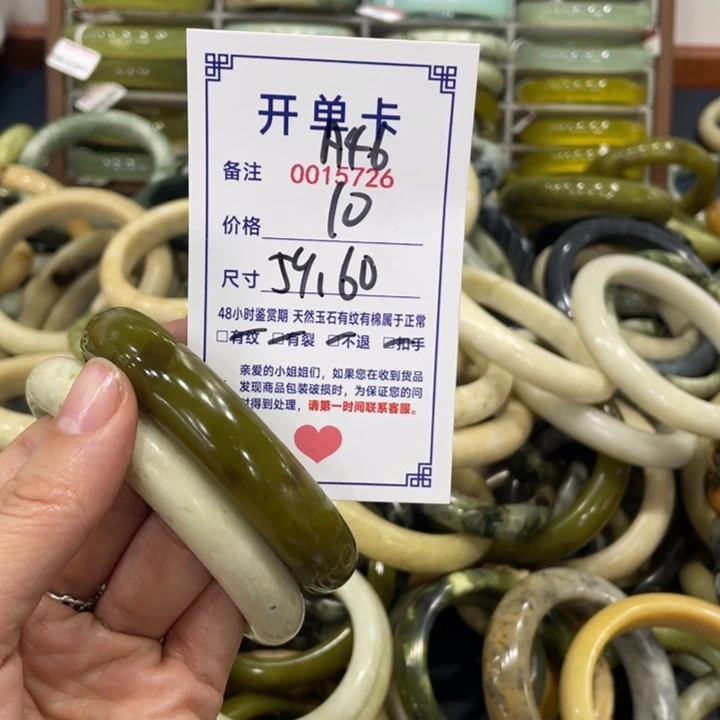 开单卡
A46
备注 0015726
价格 10
尺寸 54,60
48小时鉴赏期 天然玉石有纹有棉属于正常
□有纹 □有裂 □不退 □扣手
亲爱的小姐姐们,如果您在收到货品
发现商品包装破损时,为保证您的问
时得到处理,请第一时间联系客服。